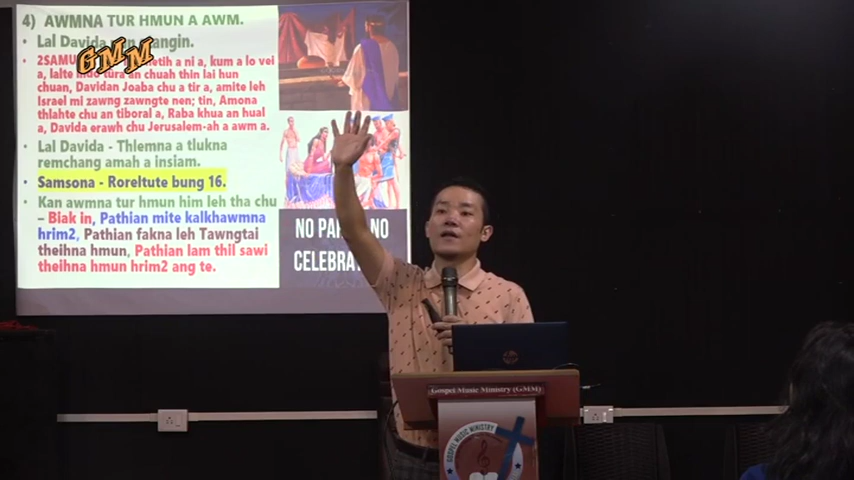 4) AWMNA TUR HMUN A AWM.
• Lal Davida angin.
GMM
• 2SAMU etih a ni a, kum a lo vei
a, lalte indo tura an chuah thin lai hun
chuan, Davidan Joaba chu a tir a, amite leh
Israel mi zawng zawngte nen; tin, Amona
thlahte chu an tiboral a, Raba khua an hual
a, Davida erawh chu Jerusalem-ah a awm a.
• Lal Davida - Thlemna a tlukna
remchang amah a insiam.
• Samsona - Roreltute bung 16.
• Kan awmna tur hmun him leh tha chu
– Biak in, Pathian mite kalkhawmna
hrim2, Pathian fakna leh Tawngtai
theihna hmun, Pathian lam thil sawi
theihna hmun hrim2 ang te.
NO PA NO
CELEBRA
Gospel Music Ministry (GMM)
GOSPEL MUSIC MINISTRY